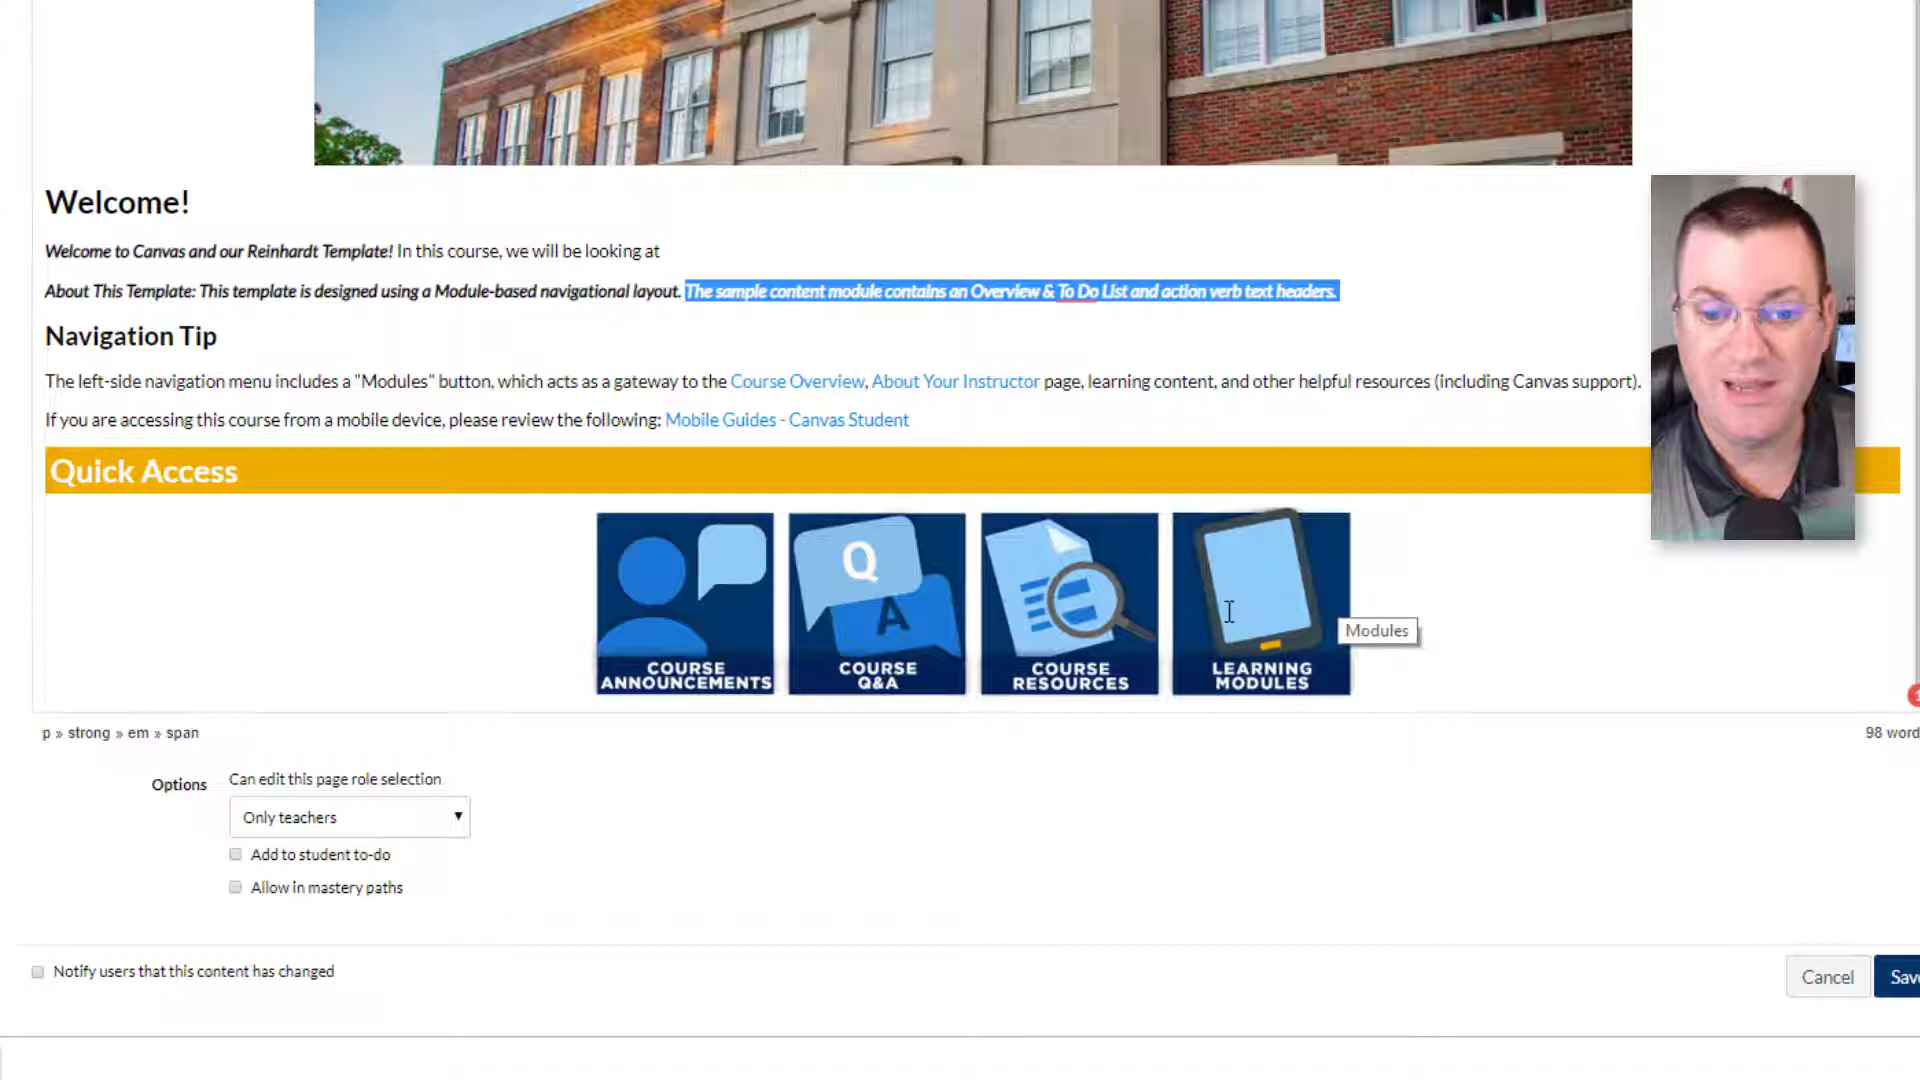 Welcome!
Welcome to Canvas and our Reinhardt Template! In this course, we will be looking at
About This Template: This template is designed using a Module-based navigational layout. The sample content module contains an Overview & To Do List and action verb text headers.
Navigation Tip
The left-side navigation menu includes a "Modules" button, which acts as a gateway to the Course Overview, About Your Instructor page, learning content, and other helpful resources (including Canvas support).
If you are accessing this course from a mobile device, please review the following: Mobile Guides - Canvas Student
Quick Access
Q
A
COURSE
ANNOUNCEMENTS
COURSE
Q&A
COURSE
RESOURCES
LEARNING
MODULES
Modules
p » strong » em » span
98 word
Options
Can edit this page role selection
Only teachers
Add to student to-do
Allow in mastery paths
Notify users that this content has changed
Cancel
Save